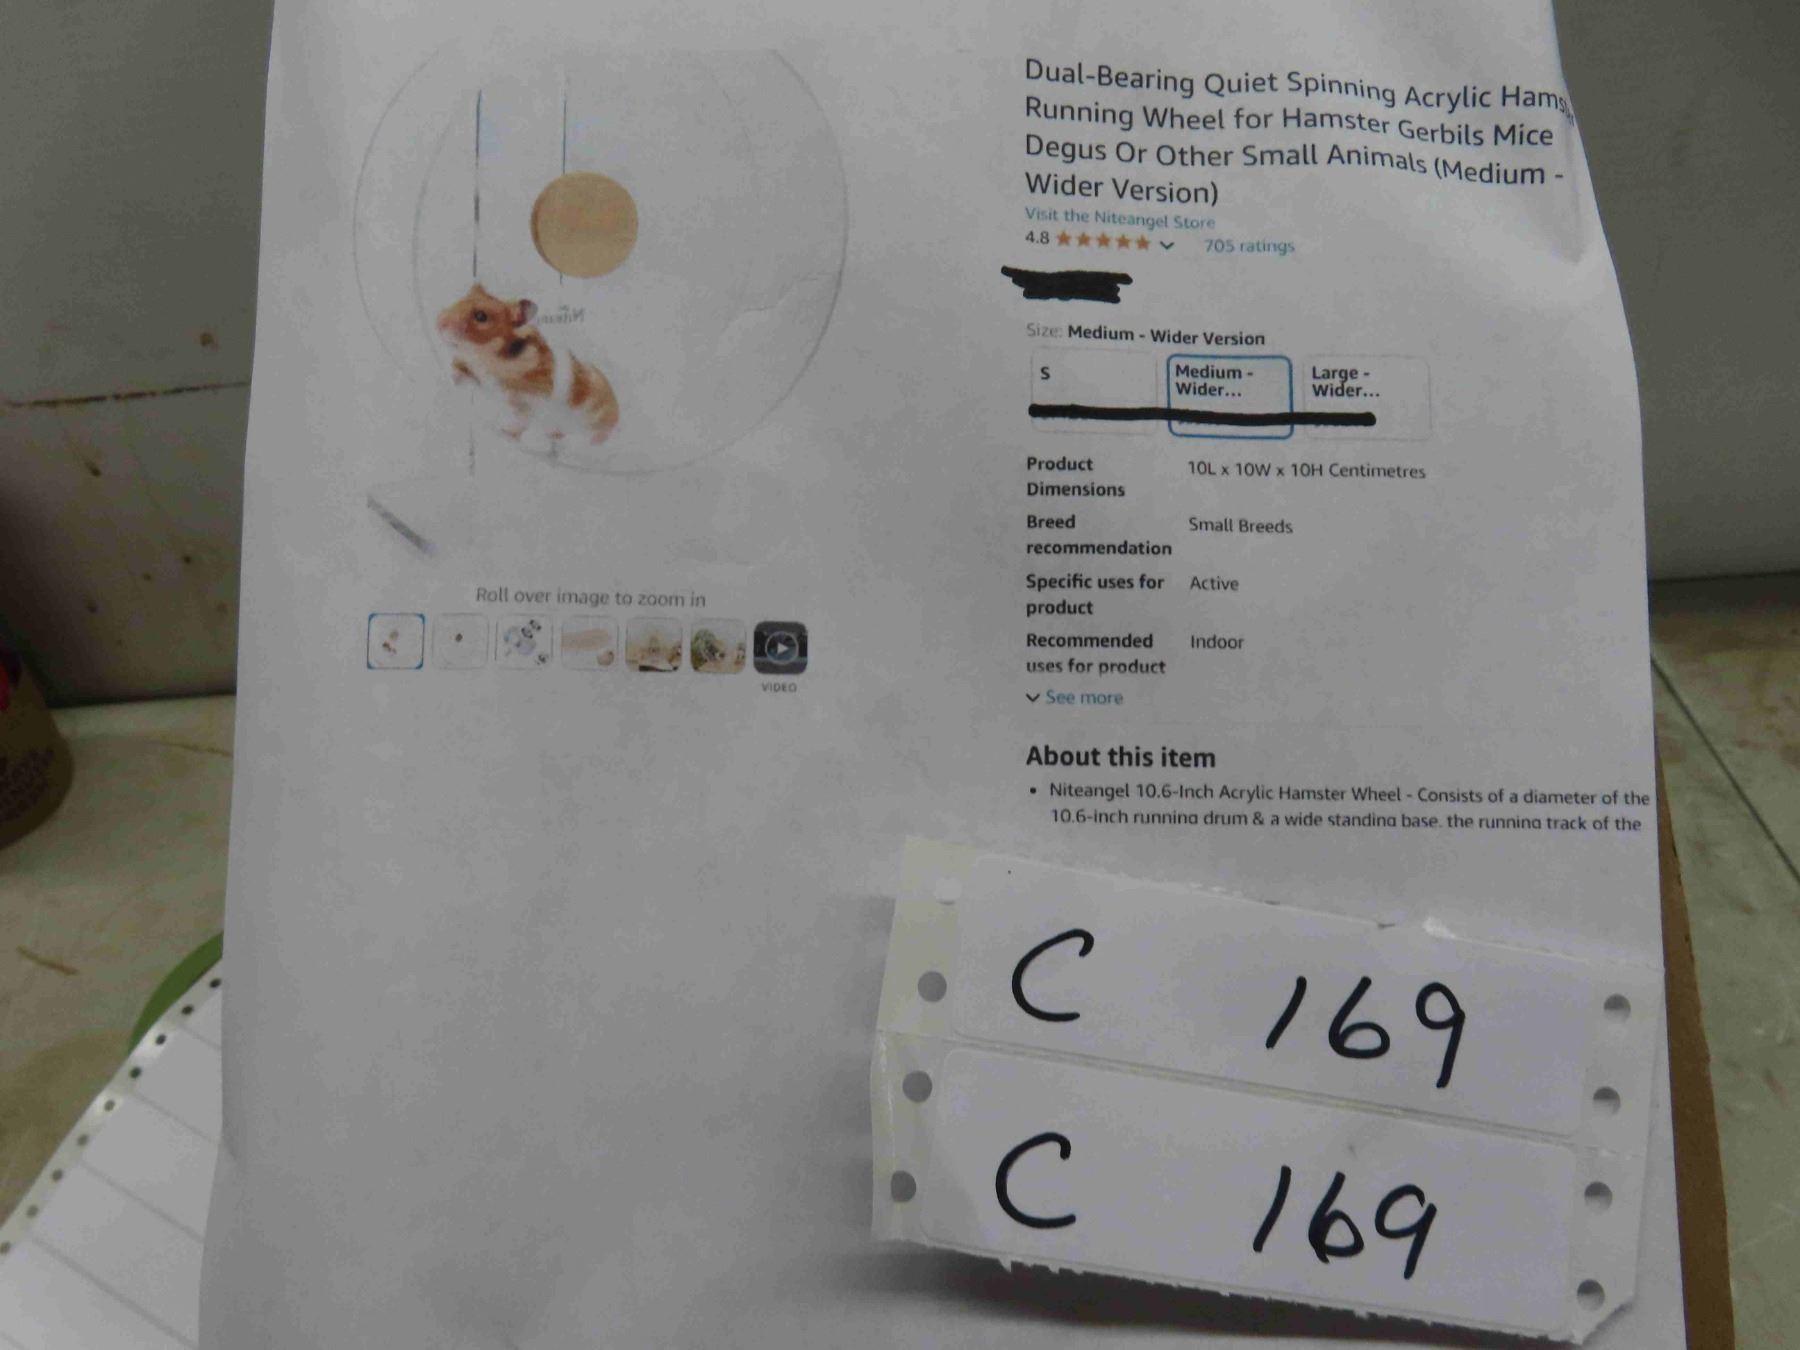 Dual-Bearing Quiet Spinning Acrylic Hamster
Running Wheel for Hamster Gerbils Mice
Degus Or Other Small Animals (Medium -
Wider Version)
Visit the Niteangel Store
4.8 705 ratings
Size: Medium - Wider Version
S
Medium -
Wider...
Large -
Wider...
Product
Dimensions
10L x 10W x 10H Centimetres
Breed
recommendation
Small Breeds
Specific uses for
product
Active
Recommended
uses for product
Indoor
See more
About this item
• Niteangel 10.6-Inch Acrylic Hamster Wheel - Consists of a diameter of the
10.6-inch running drum & a wide standing base, the running track of the
Roll over image to zoom in
VIDEO
C 169
C 169